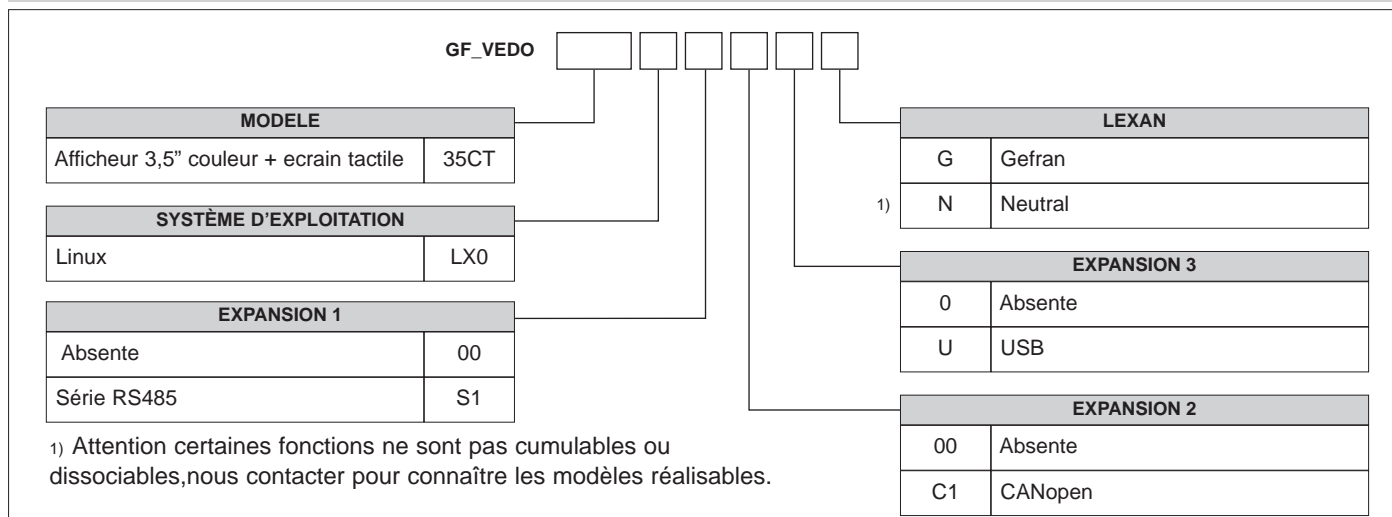 GF_VEDO
MODELE
Afficheur 3,5” couleur + ecrain tactile 35CT
SYSTÈME D’EXPLOITATION
Linux LX0
EXPANSION 1
Absente 00
Série RS485 S1
1) Attention certaines fonctions ne sont pas cumulables ou
dissociables,nous contacter pour connaître les modèles réalisables.
LEXAN
G Gefran
1) N Neutral
EXPANSION 3
0 Absente
U USB
EXPANSION 2
00 Absente
C1 CANopen